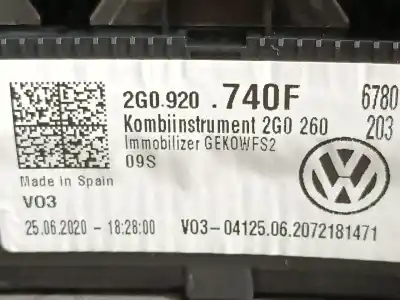 2G0.920 .740F 6780
Kombiinstrument 2G0 260 203
Immobilizer GEKOWFS2
09S
Made in Spain
V03
25.06.2020 - 18:28:00 V03-04125.06.2072181471